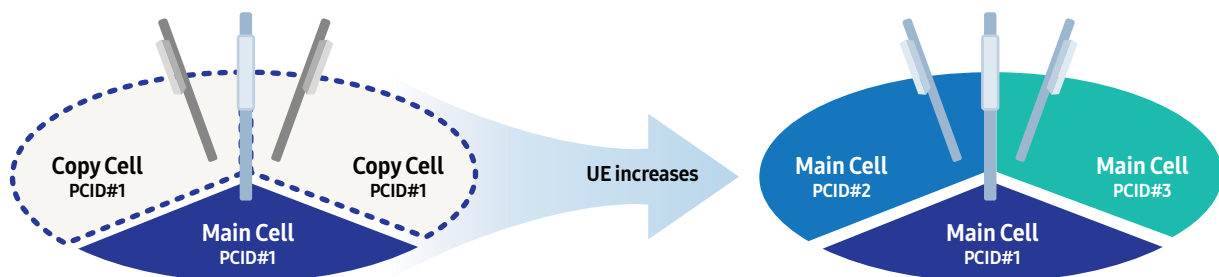 Copy Cell
PCID#1
Copy Cell
PCID#1
Main Cell
PCID#1
UE increases
Main Cell
PCID#2
Main Cell
PCID#3
Main Cell
PCID#1